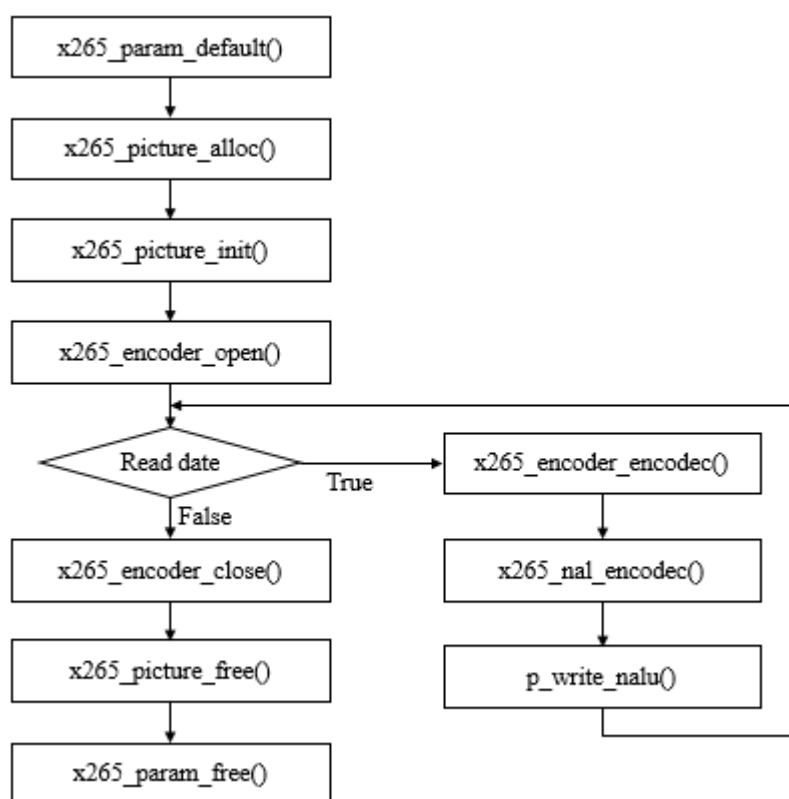 x265_param_default()
x265_picture_alloc()
x265_picture_init()
x265_encoder_open()
Read date
True
x265_encoder_encodec()
False
x265_encoder_close()
x265_nal_encodec()
x265_picture_free()
p_write_nalu()
x265_param_free()